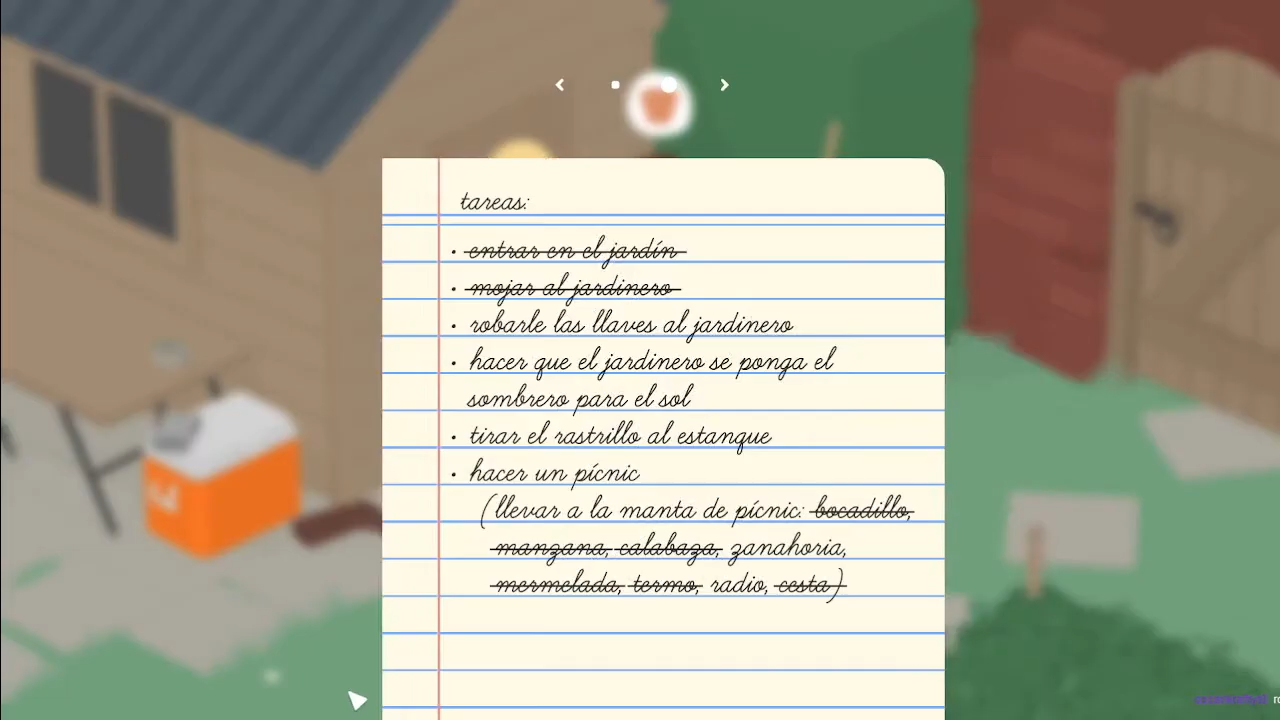 tareas:
• entrar en el jardín
• mojar al jardinero
• robarle las llaves al jardinero
• hacer que el jardinero se ponga el
sombrero para el sol
• tirar el rastrillo al estanque
• hacer un pícnic
(llevar a la manta de pícnic: bocadillo,
manzana, calabaza, zanahoria,
mermelada, termo, radio, cesta)